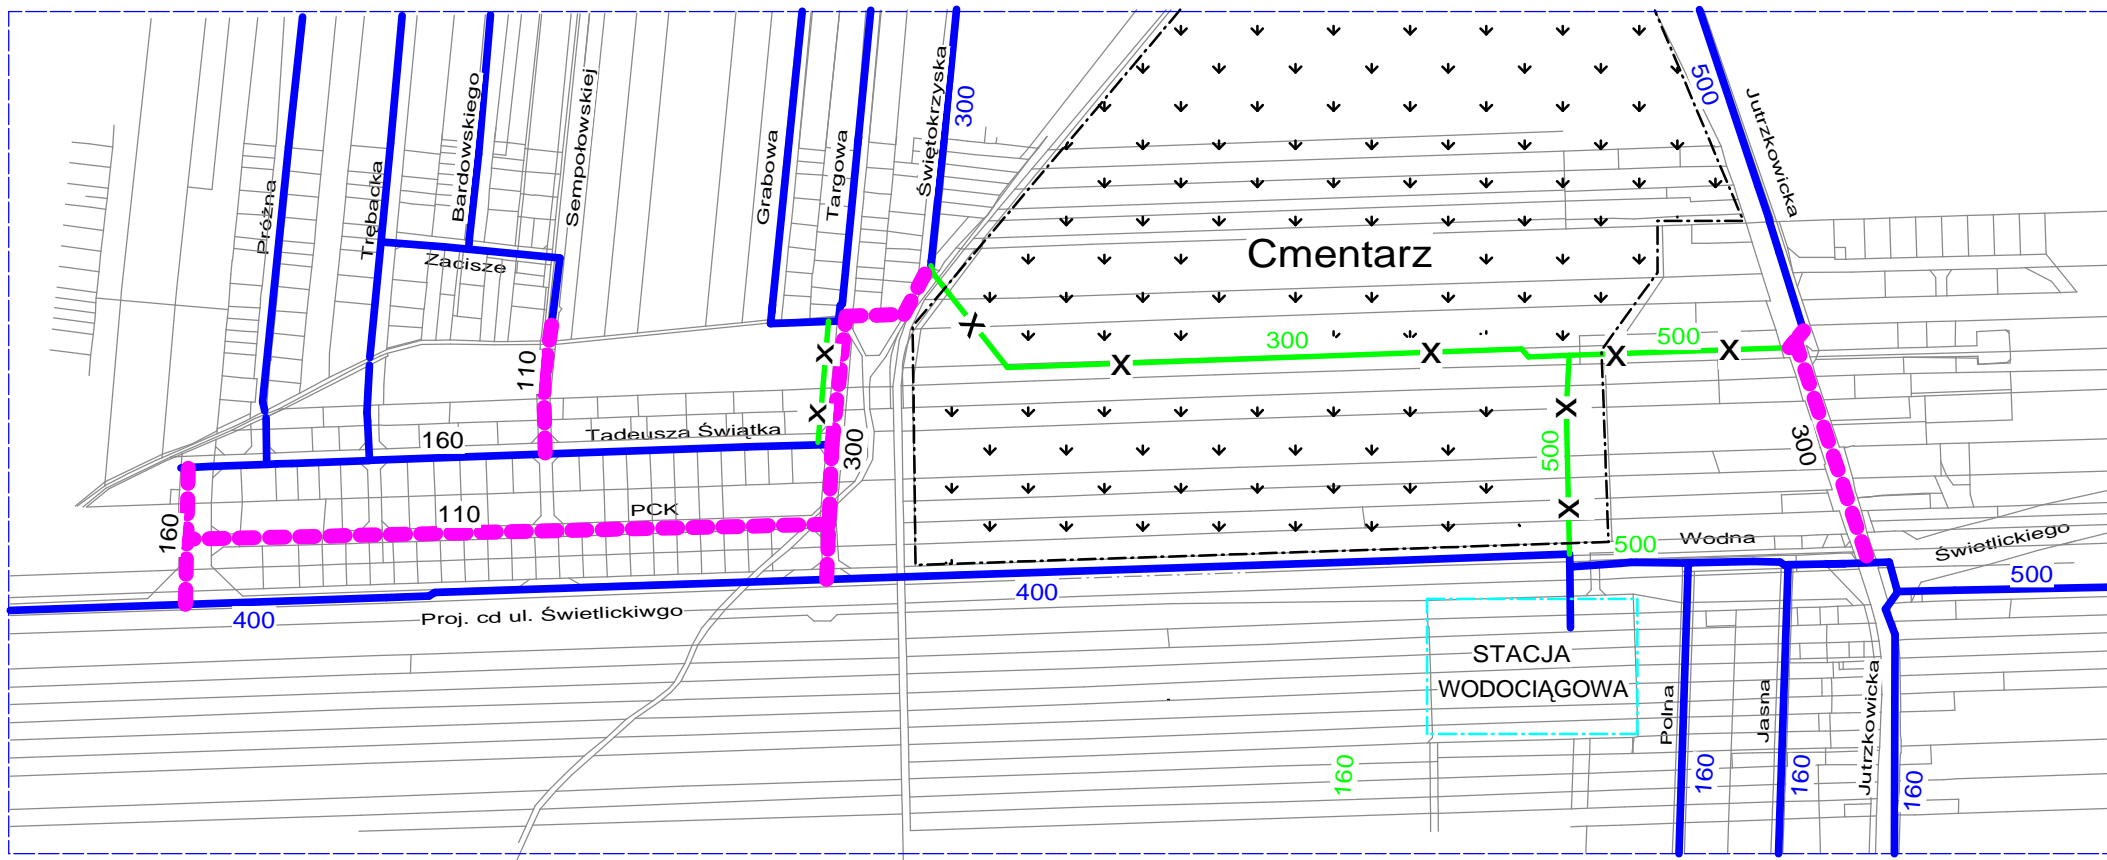 Próżna
Trębacka
Bardowskiego
Sempołowskiej
Zacisze
Grabowa
Targowa
Świętokrzyska
300
Cmentarz
500
Jutrzkowicka
110
X
X
X
X
300
X
X
500
X
160
Tadeusza Świątka
300
X
500
300
160
110
PCK
X
500
Wodna
Świetlickiego
500
400
Proj. cd ul. Świetlickiwgo
400
STACJA
WODOCIĄGOWA
Polna
Jasna
Jutrzkowicka
160
160
160
160